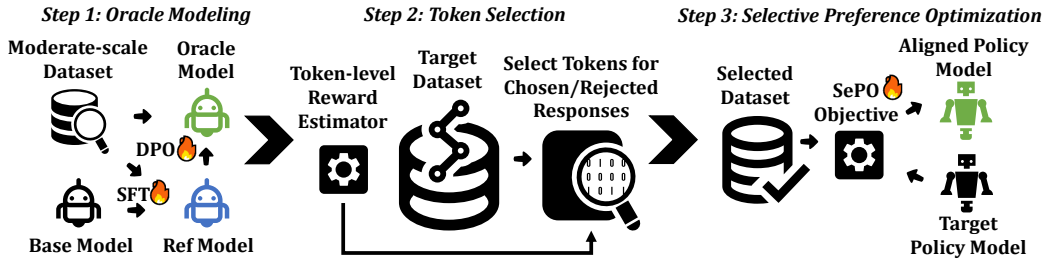 Step 1: Oracle Modeling
Moderate-scale
Dataset
Oracle
Model
DPO
SFT
Base Model
Ref Model
Step 2: Token Selection
Token-level
Reward
Estimator
Target
Dataset
Select Tokens for
Chosen/Rejected
Responses
Step 3: Selective Preference Optimization
Selected
Dataset
SePO
Objective
Aligned Policy
Model
Target
Policy Model